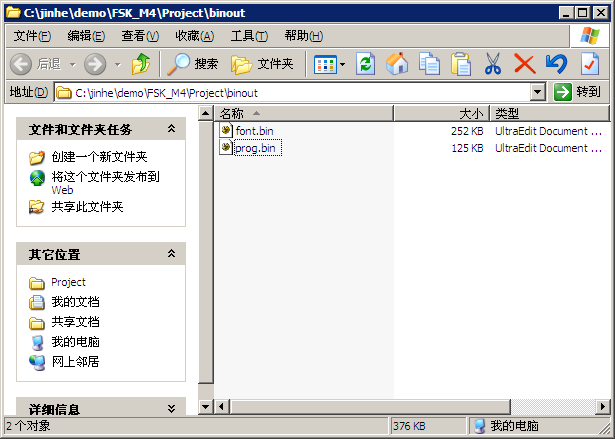 C:\jinhe\demo\FSK_M4\Project\binout
文件(F) 编辑(E) 查看(V) 收藏(A) 工具(T) 帮助(H)
后退 搜索 文件夹
地址(D) C:\jinhe\demo\FSK_M4\Project\binout 转到
文件和文件夹任务
创建一个新文件夹
将这个文件夹发布到
Web
共享此文件夹
其它位置
Project
我的文档
共享文档
我的电脑
网上邻居
详细信息
名称 大小 类型
font.bin 252 KB UltraEdit Document ...
prog.bin 125 KB UltraEdit Document ...
2 个对象 376 KB 我的电脑